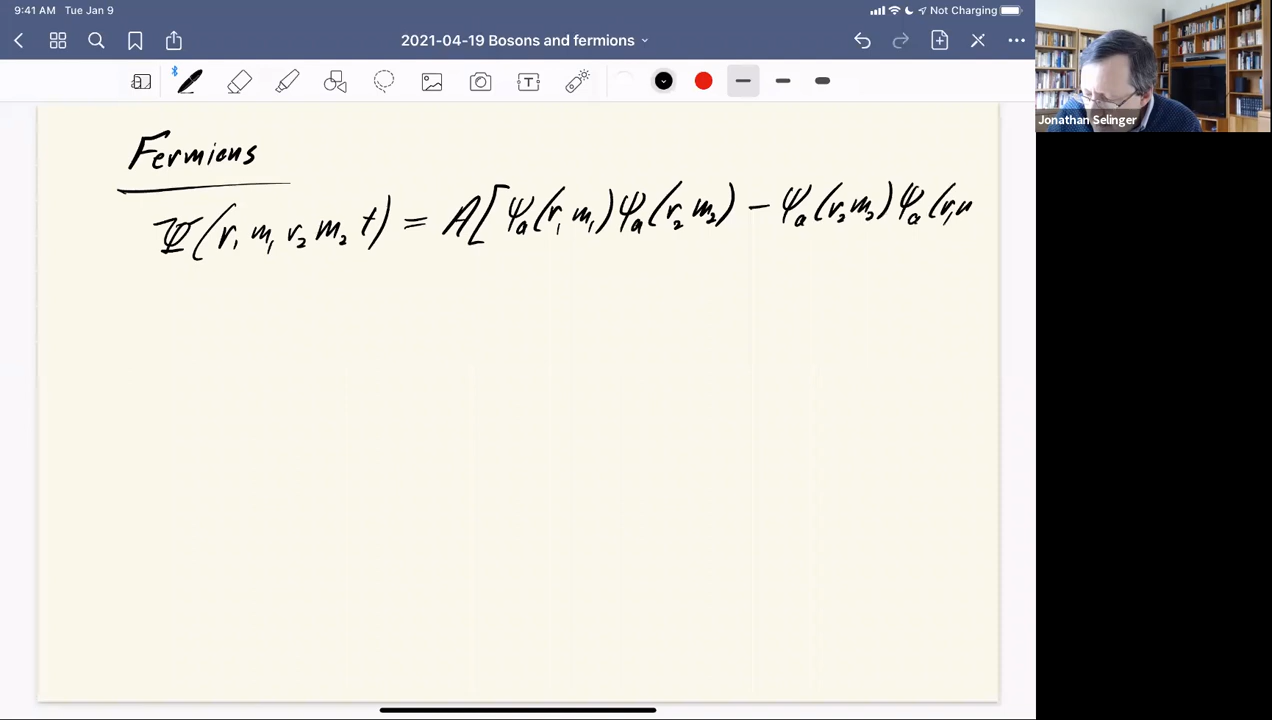 9:41 AM Tue Jan 9
Not Charging
2021-04-19 Bosons and fermions
T
Jonathan Selinger
Fermions
Ψ(r₁ m₁ r₂ m₂ t) = A[ψₐ(r₁ m₁)ψₐ(r₂ m₂) − ψₐ(r₂ m₂)ψₐ(r₁ m